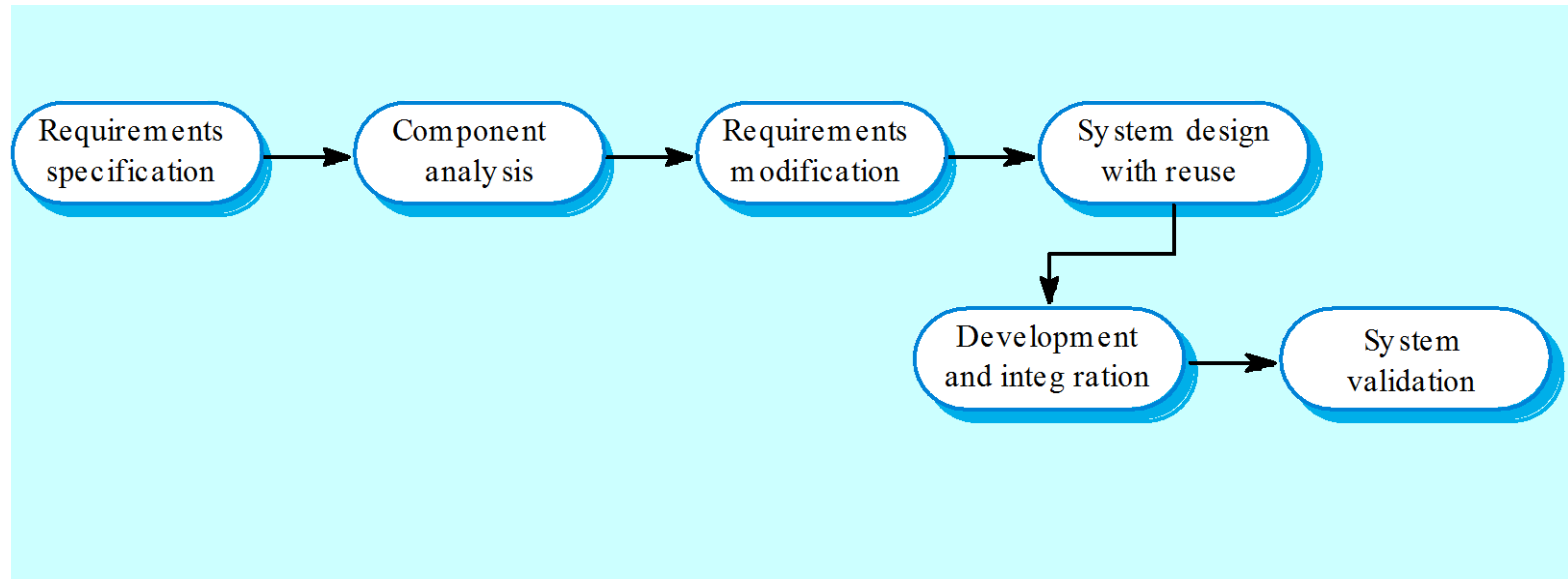 Requirements
specification
Component
analysis
Requirements
modification
System design
with reuse
Development
and integration
System
validation